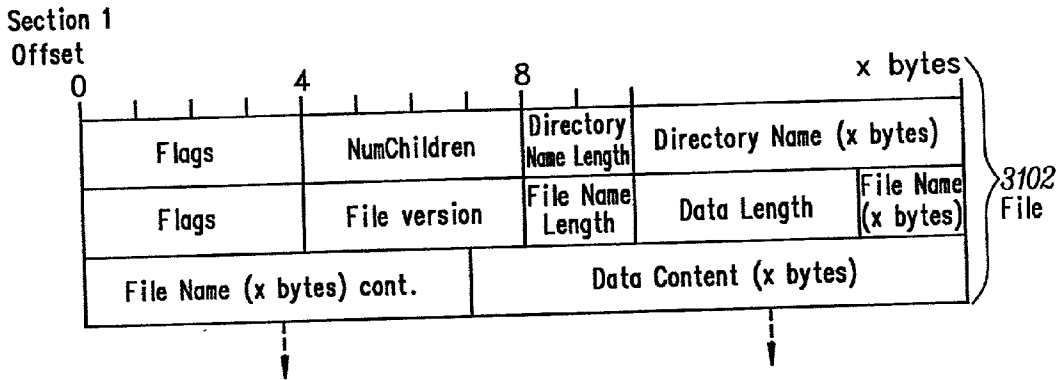 Section 1
Offset
0 4 8 x bytes
Flags NumChildren Directory Name Length Directory Name (x bytes)
Flags File version File Name Length Data Length File Name (x bytes)
File Name (x bytes) cont. Data Content (x bytes)
3102
File